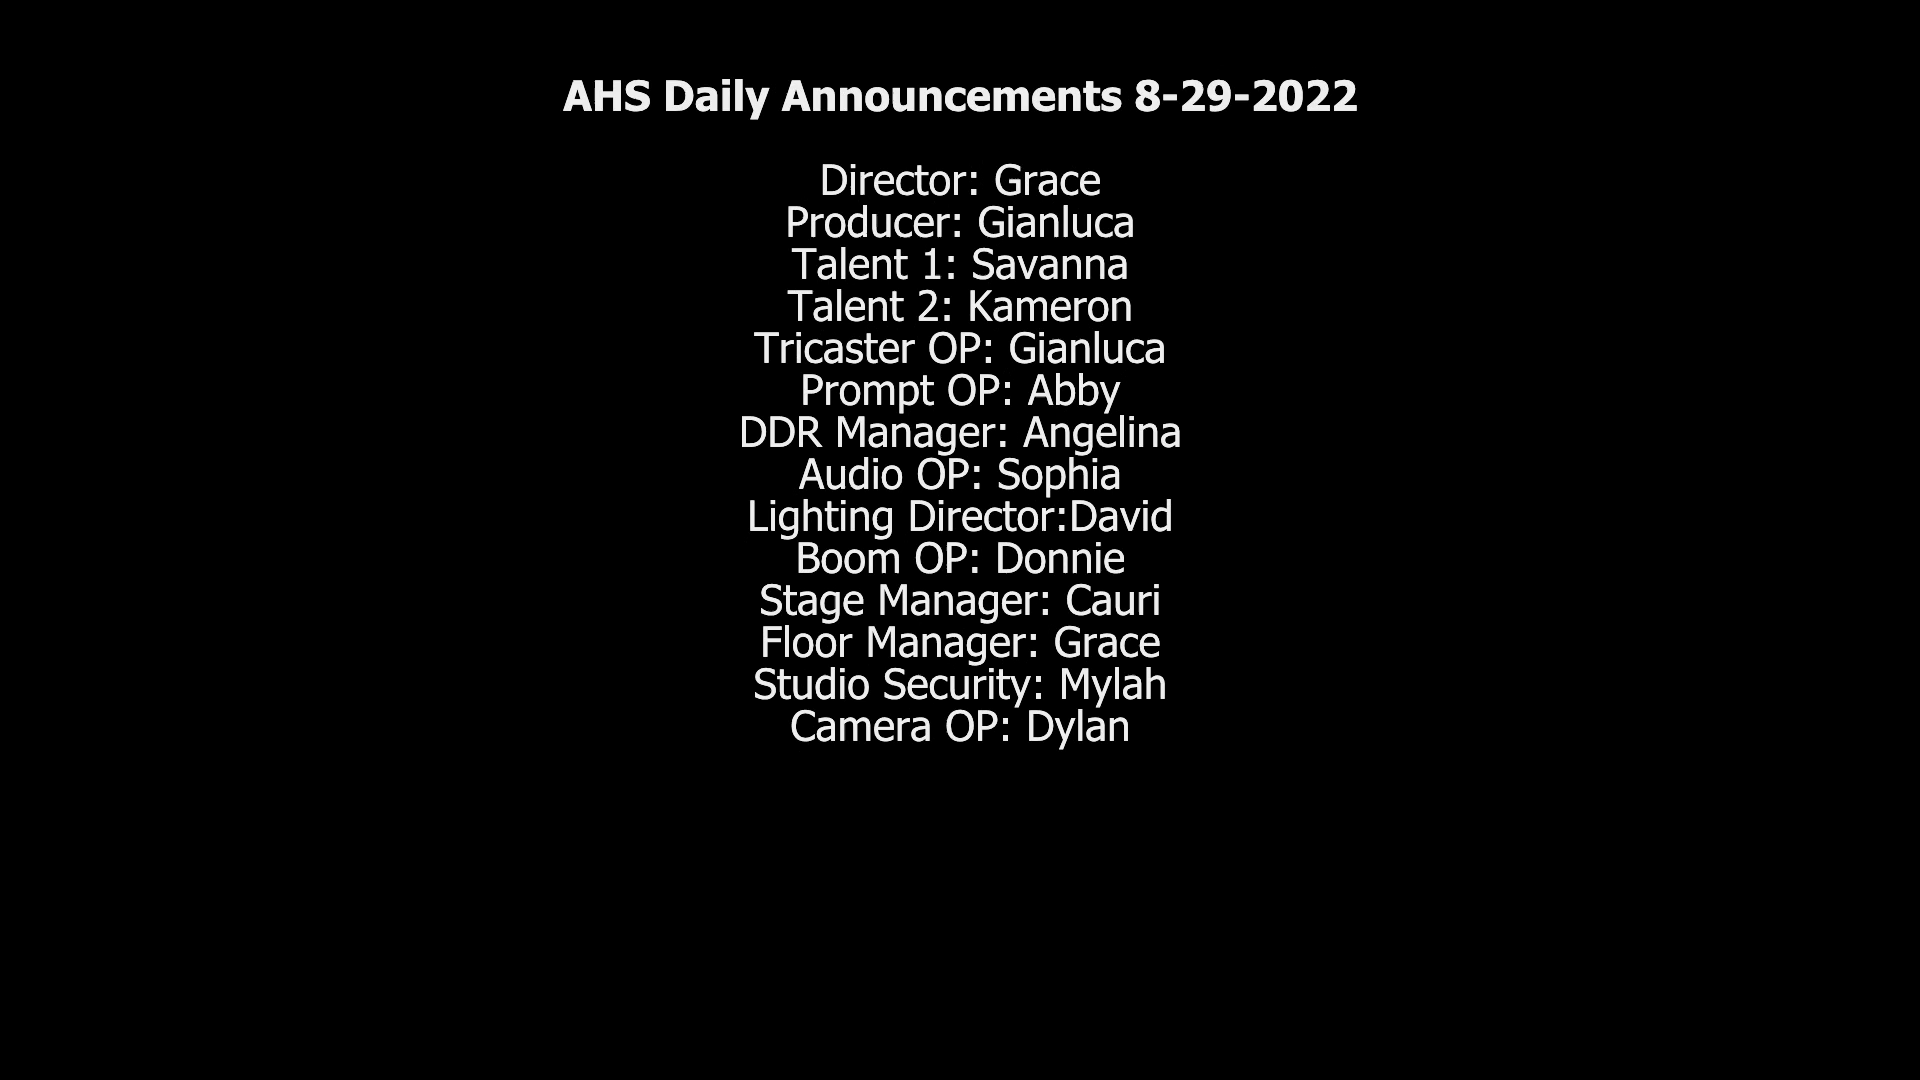 AHS Daily Announcements 8-29-2022
Director: Grace
Producer: Gianluca
Talent 1: Savanna
Talent 2: Kameron
Tricaster OP: Gianluca
Prompt OP: Abby
DDR Manager: Angelina
Audio OP: Sophia
Lighting Director:David
Boom OP: Donnie
Stage Manager: Cauri
Floor Manager: Grace
Studio Security: Mylah
Camera OP: Dylan